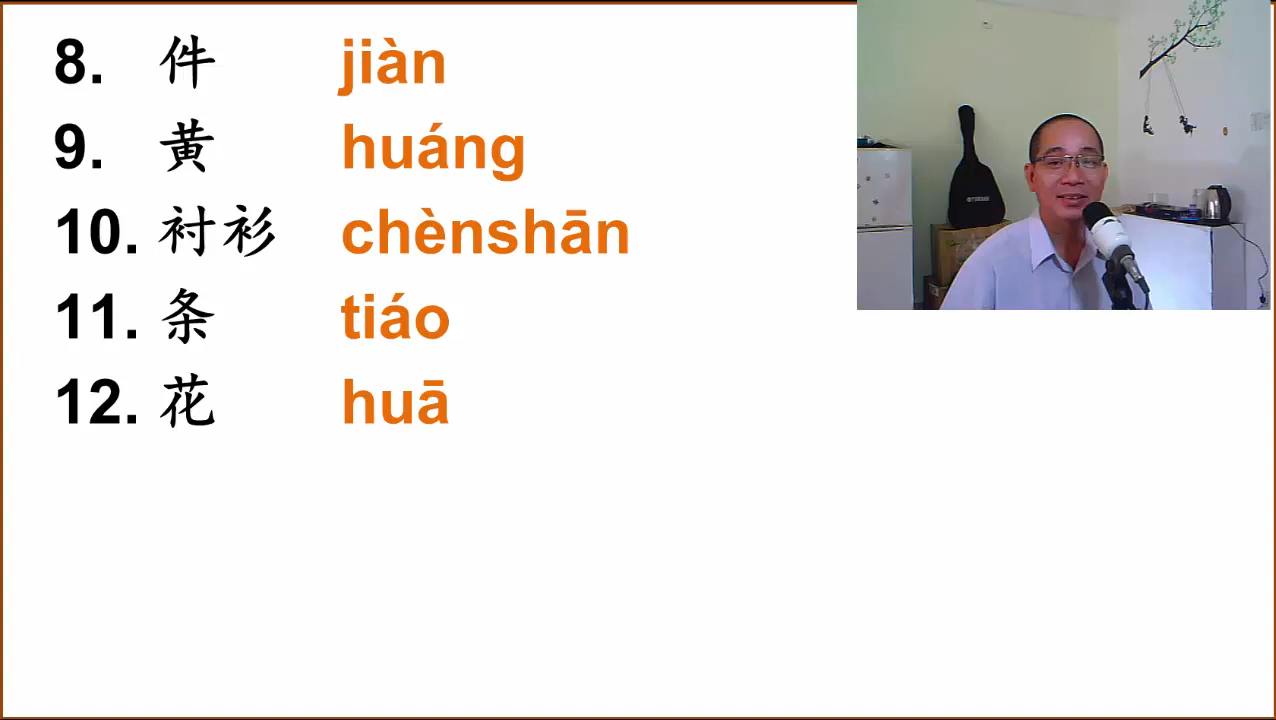 8. 件 jiàn
9. 黄 huáng
10. 衬衫 chènshān
11. 条 tiáo
12. 花 huā